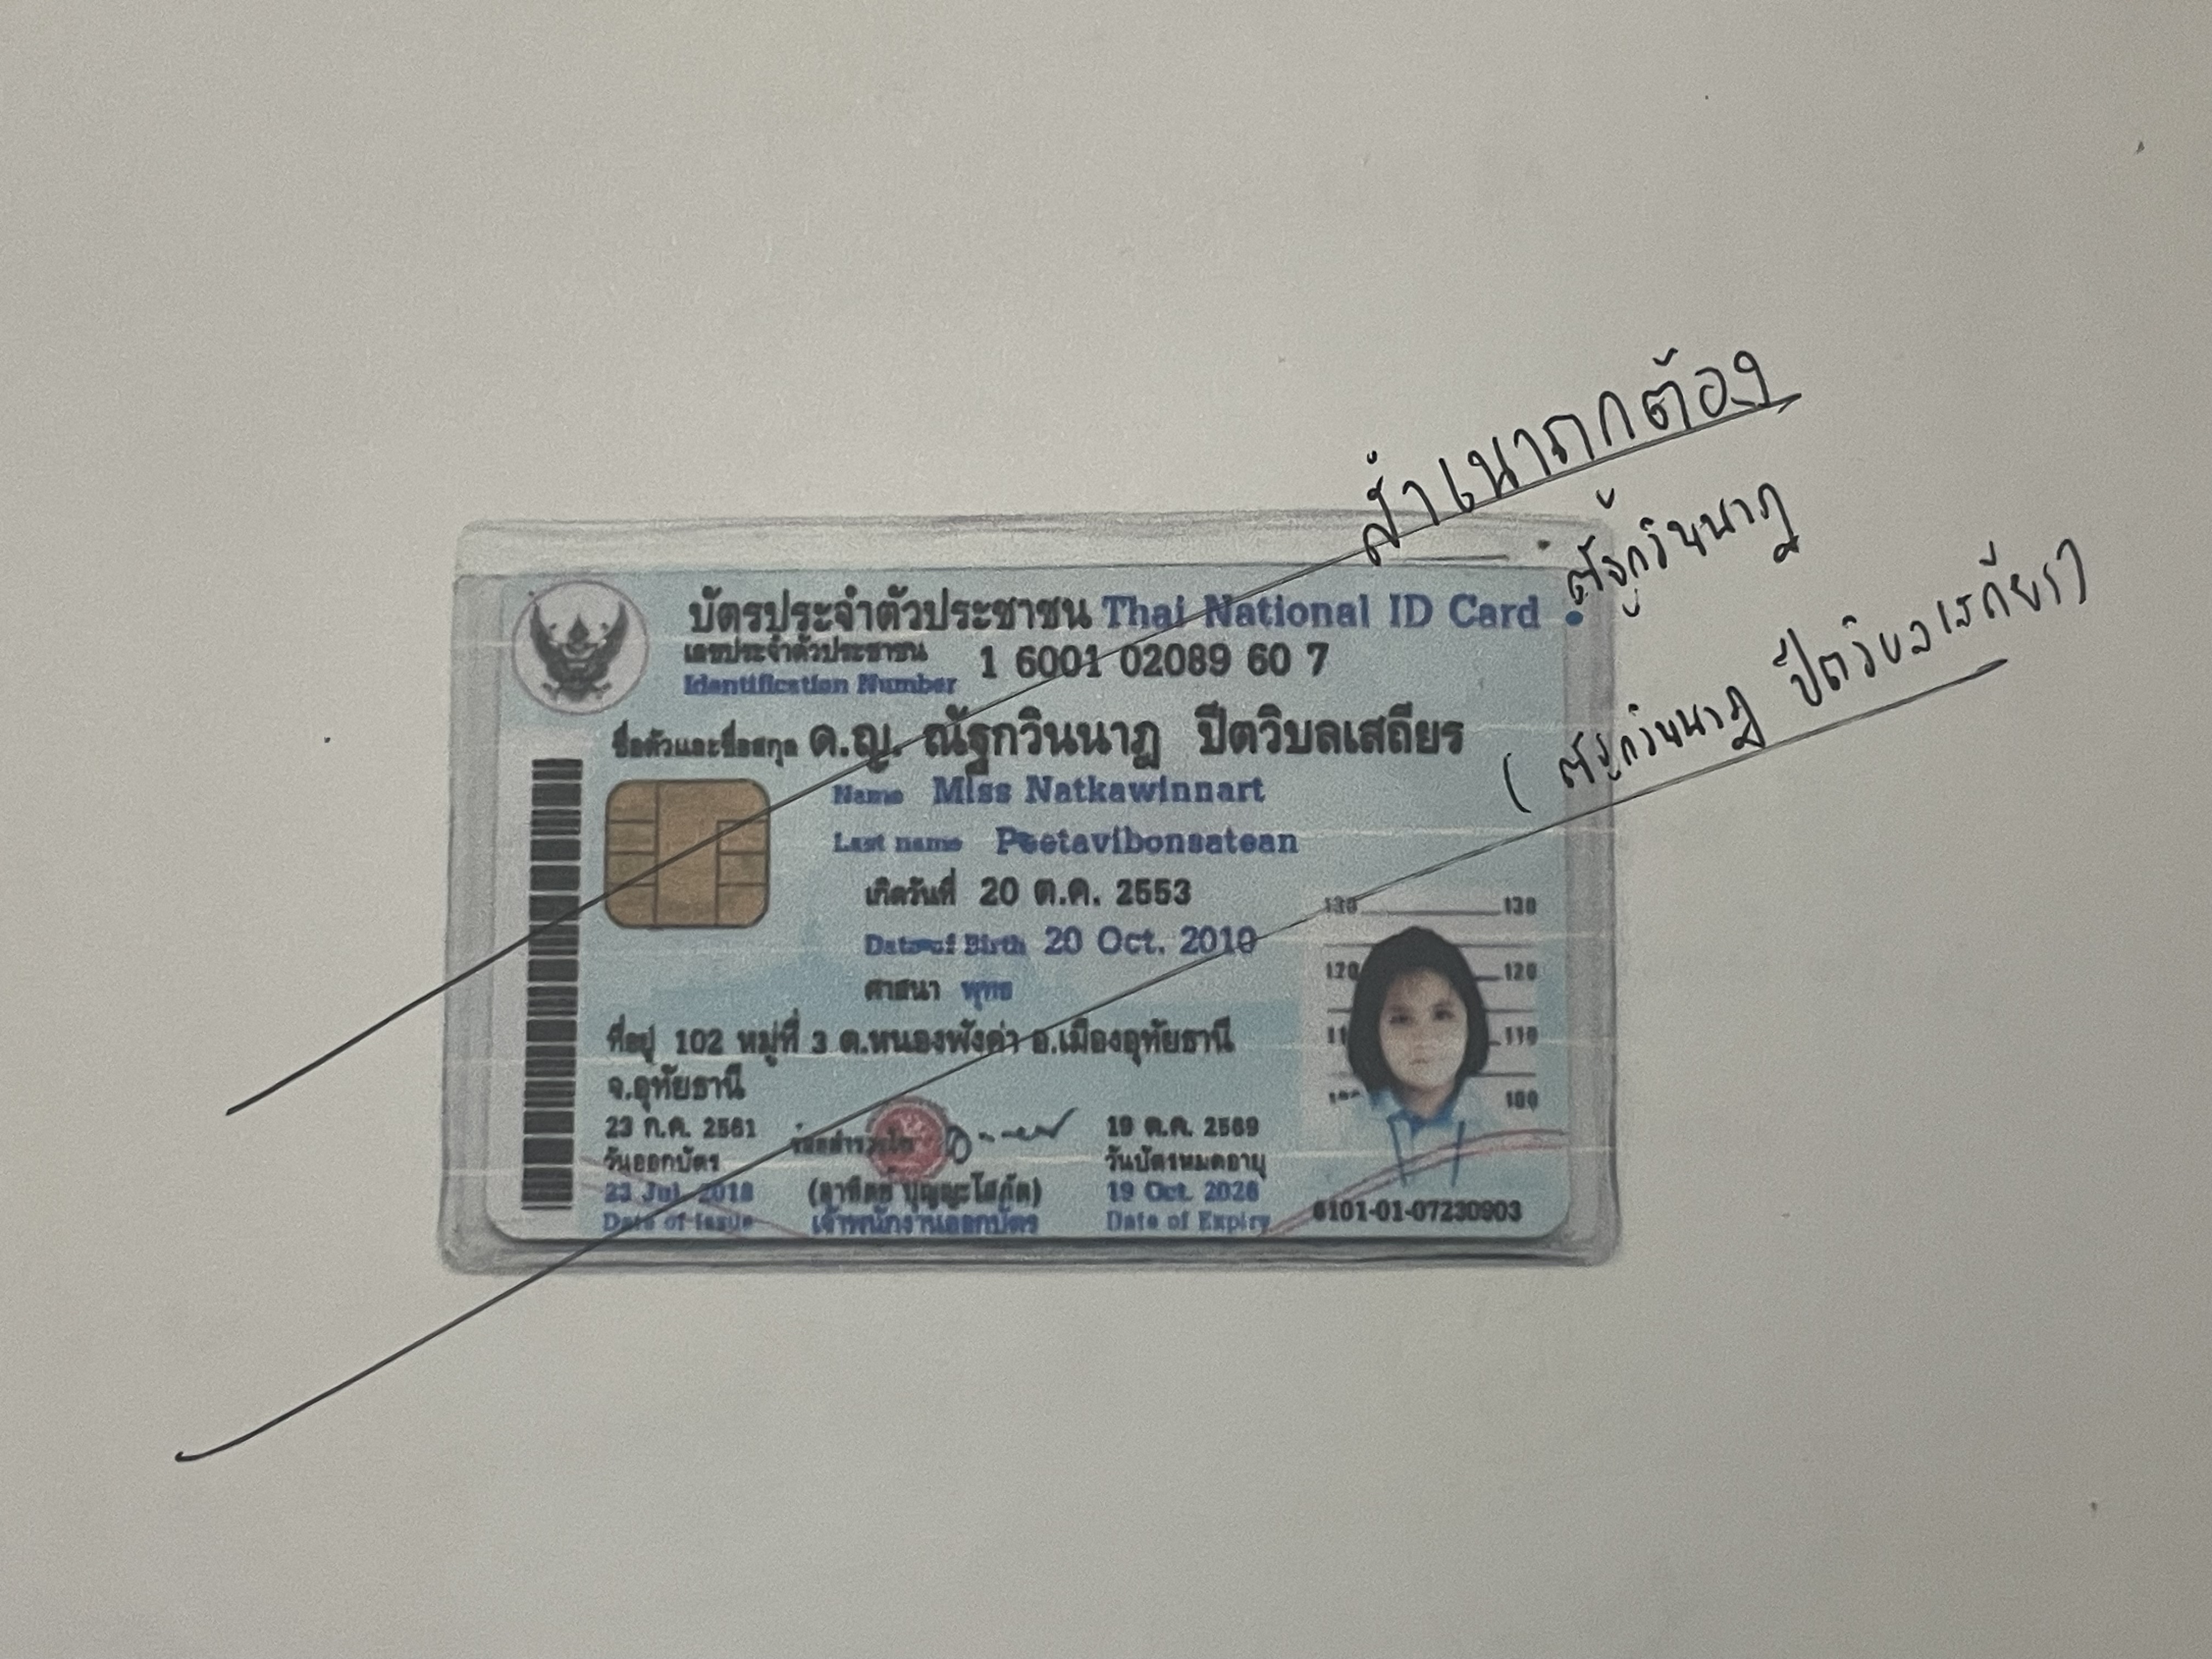 สำเนาถูกต้อง
ณัฐกวินนาฏ
(ณัฐกวินนาฏ ปีตวิบลเสถียร)
บัตรประจำตัวประชาชน Thai National ID Card
เลขประจำตัวประชาชน 1 6001 02089 60 7
Identification Number
ชื่อตัวและชื่อสกุล ด.ญ. ณัฐกวินนาฏ ปีตวิบลเสถียร
Name Miss Natkawinnart
Last name Peetavibonsatean
เกิดวันที่ 20 ต.ค. 2553
Date of Birth 20 Oct. 2010
ศาสนา พุทธ
ที่อยู่ 102 หมู่ที่ 3 ต.หนองพังค่า อ.เมืองอุทัยธานี
จ.อุทัยธานี
130 130
120 120
110
100
23 ก.ค. 2561
วันออกบัตร
23 Jul. 2018
Date of Issue
เจ้าพนักงานออกบัตร
19 ต.ค. 2569
วันบัตรหมดอายุ
19 Oct. 2026
Date of Expiry
6101-01-07230903